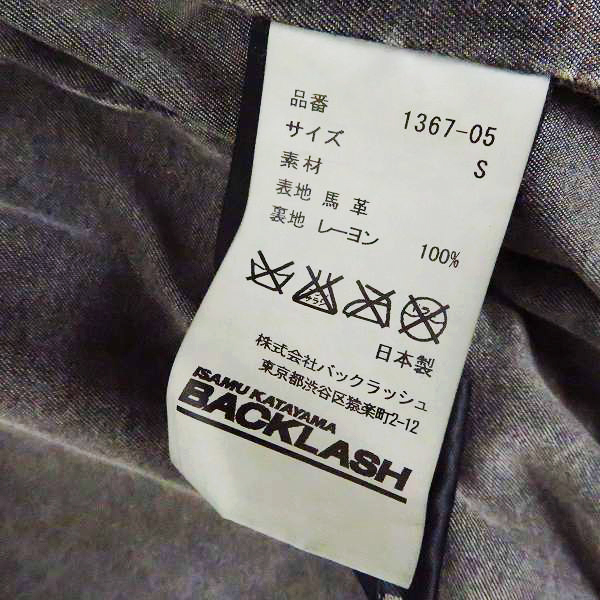 品番 1367-05
サイズ S
素材
表地 馬革
裏地 レーヨン 100%
日本製
株式会社バックラッシュ
東京都渋谷区猿楽町2-12
ISAMU KATAYAMA
BACKLASH